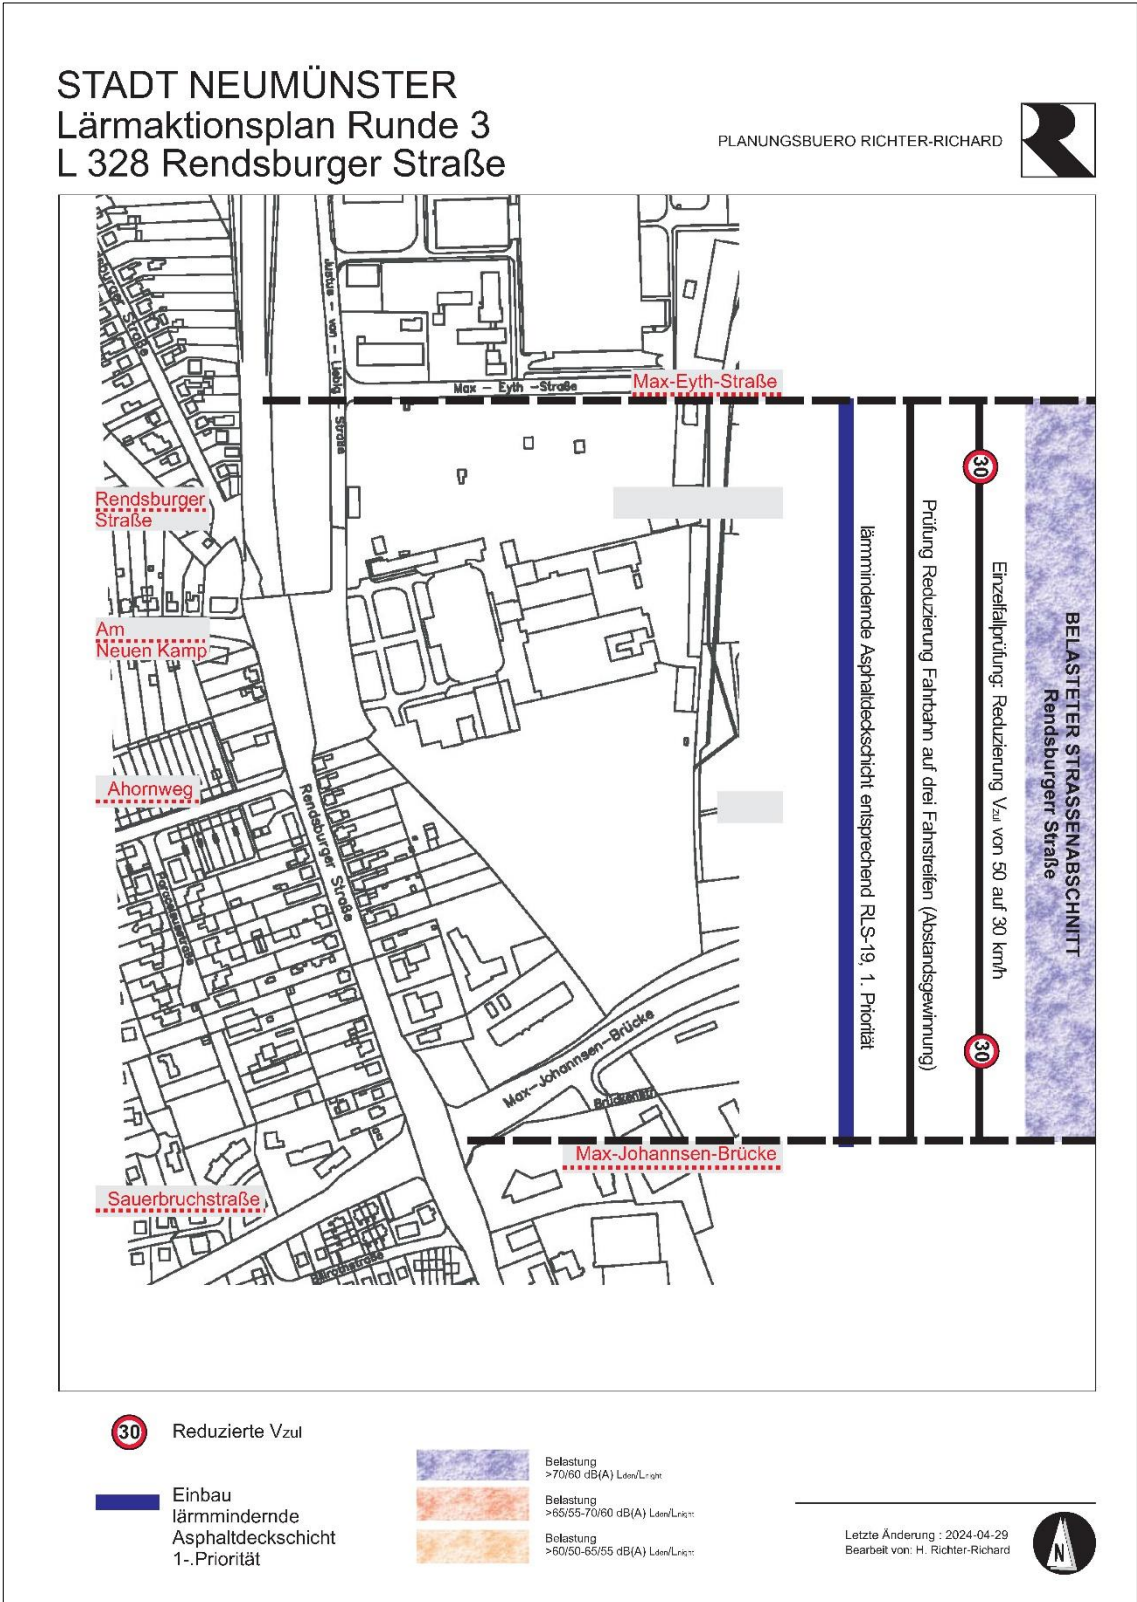 STADT NEUMÜNSTER
Lärmaktionsplan Runde 3
L 328 Rendsburger Straße
PLANUNGSBUERO RICHTER-RICHARD
sburger Straße
Justus – von – Liebig – Straße
Max – Eyth –Straße
Max-Eyth-Straße
Rendsburger
Straße
Am
Neuen Kamp
Ahornweg
Rendsburger Straße
Max–Johannsen–Brücke
Brückenstr.
Max-Johannsen-Brücke
Sauerbruchstraße
Billrothstraße
lärmmindernde Asphaltdeckschicht entsprechend RLS-19, 1. Priorität
Prüfung Reduzierung Fahrbahn auf drei Fahrstreifen (Abstandsgewinnung)
30
30
Einzelfallprüfung: Reduzierung Vzul von 50 auf 30 km/h
BELASTETER STRASSENABSCHNITT
Rendsburgerr Straße
30 Reduzierte Vzul
Einbau
lärmmindernde
Asphaltdeckschicht
1-.Priorität
Belastung
>70/60 dB(A) Lden/Lnight
Belastung
>65/55-70/60 dB(A) Lden/Lnight
Belastung
>60/50-65/55 dB(A) Lden/Lnight
Letzte Änderung : 2024-04-29
Bearbeit von: H. Richter-Richard
N